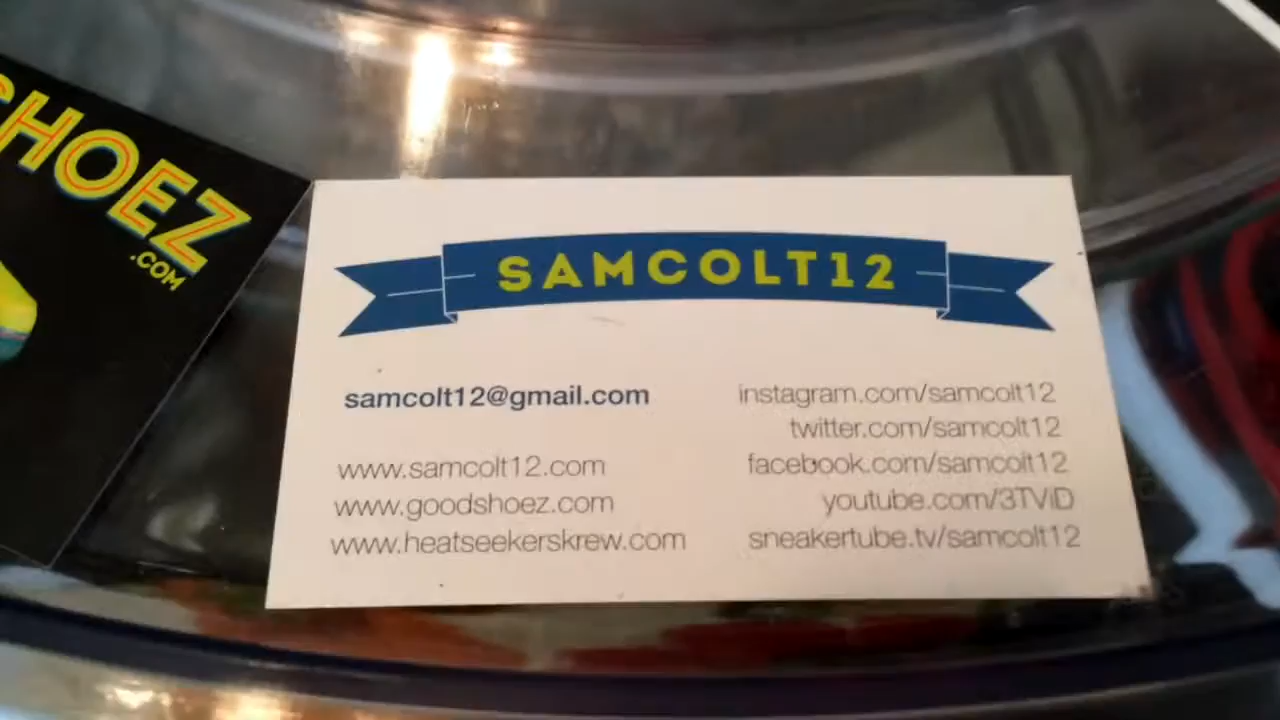 SHOEZ
.COM
SAMCOLT12
samcolt12@gmail.com
www.samcolt12.com
www.goodshoez.com
www.heatseekerskrew.com
instagram.com/samcolt12
twitter.com/samcolt12
facebook.com/samcolt12
youtube.com/3TViD
sneakertube.tv/samcolt12